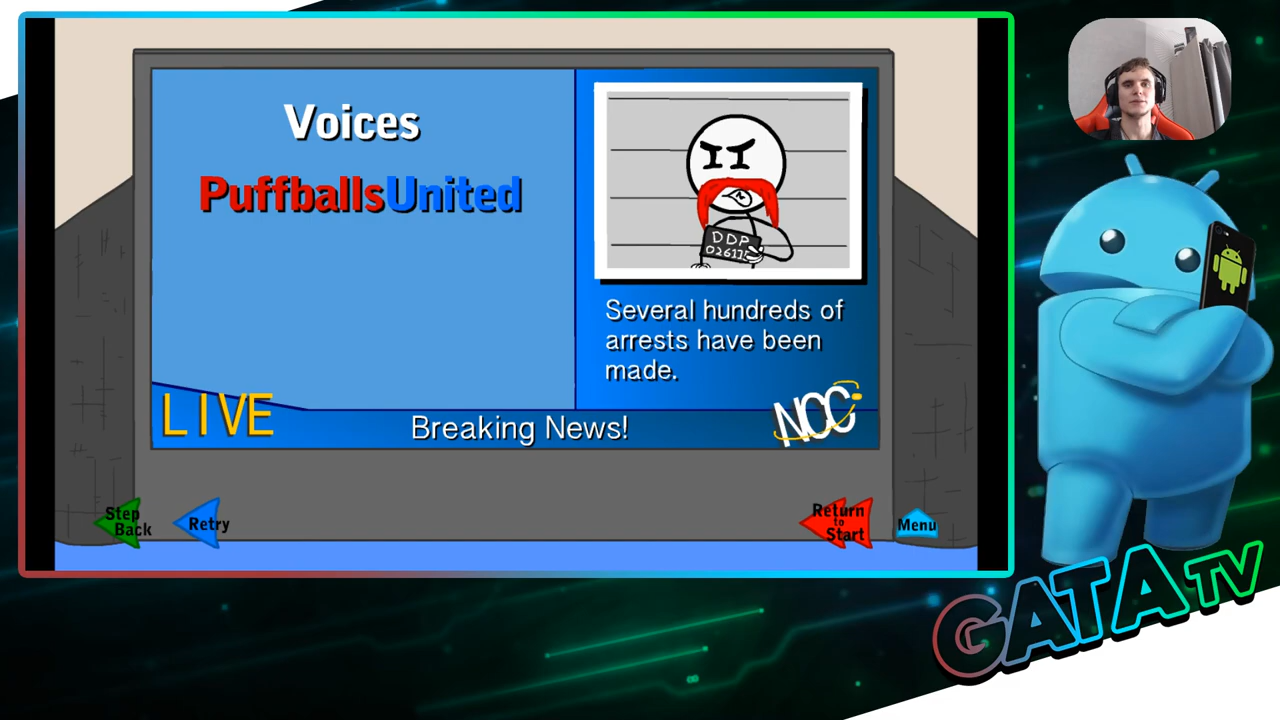 Voices
PuffballsUnited
DDP
Several hundreds of
arrests have been
made.
LIVE
Breaking News!
NCC
Step
Back
Retry
Return
to
Start
Menu
GATA TV